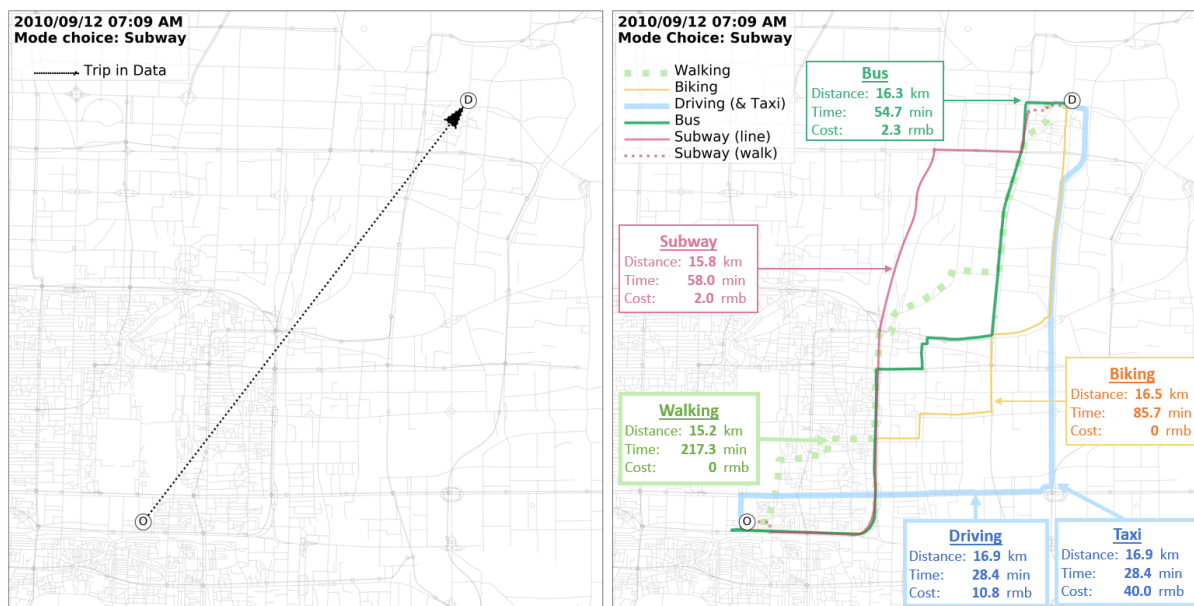 2010/09/12 07:09 AM
Mode choice: Subway
Trip in Data
D
O
2010/09/12 07:09 AM
Mode Choice: Subway
Walking
Biking
Driving (& Taxi)
Bus
Subway (line)
Subway (walk)
Bus
Distance: 16.3 km
Time: 54.7 min
Cost: 2.3 rmb
D
Subway
Distance: 15.8 km
Time: 58.0 min
Cost: 2.0 rmb
Biking
Distance: 16.5 km
Time: 85.7 min
Cost: 0 rmb
Walking
Distance: 15.2 km
Time: 217.3 min
Cost: 0 rmb
O
Driving
Distance: 16.9 km
Time: 28.4 min
Cost: 10.8 rmb
Taxi
Distance: 16.9 km
Time: 28.4 min
Cost: 40.0 rmb